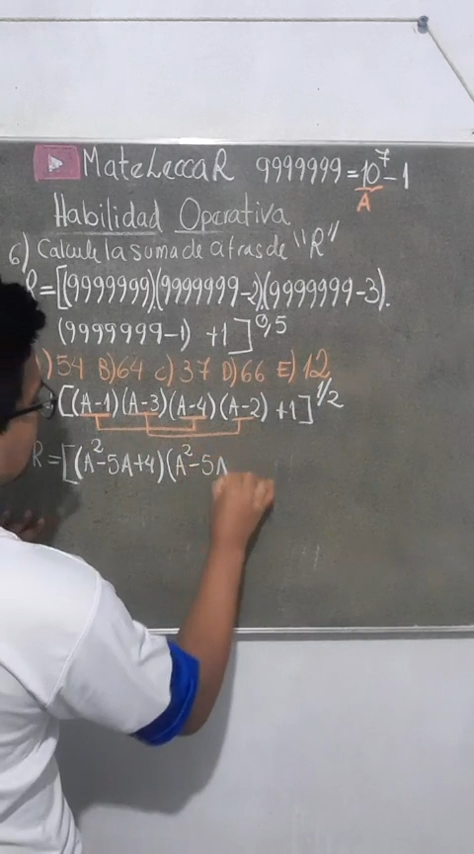 MateLeccaR 9999999 = 10⁷ - 1
A
Habilidad Operativa
6) Calcule la suma de cifras de "R"
R = [(9999999)(9999999-2)(9999999-3).
(9999999-1) +1]⁰,⁵
)54 B)64 C)37 D)66 E)12
[(A-1)(A-3)(A-4)(A-2) +1]^1/2
R = [(A²-5A+4)(A²-5A